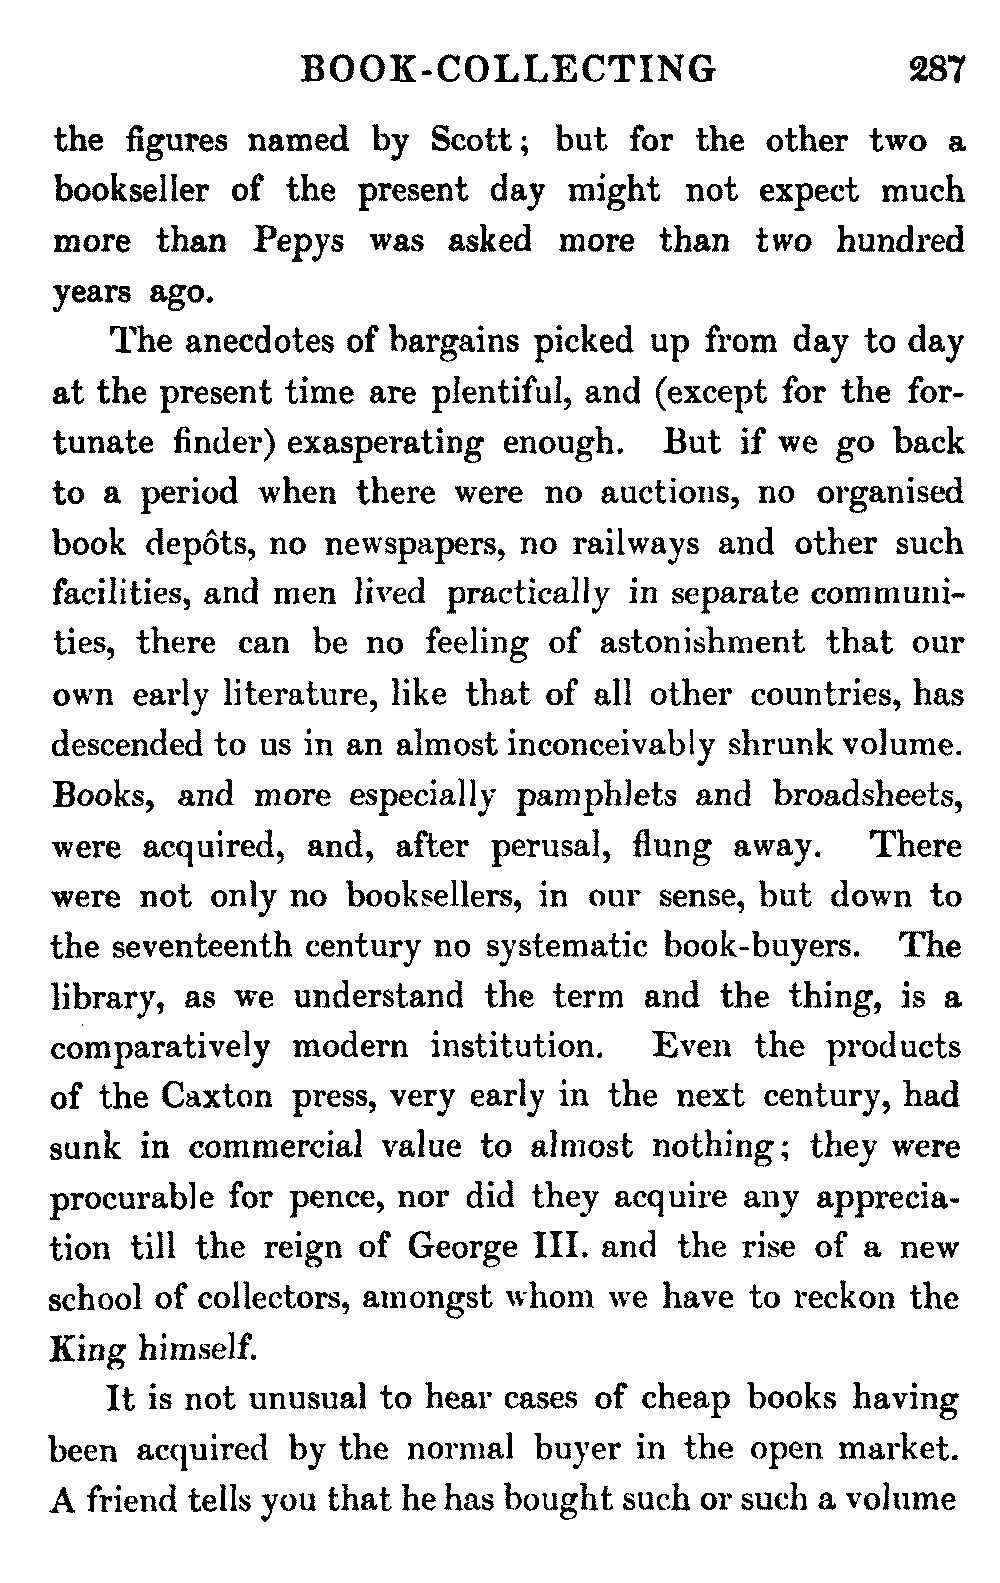 BOOK-COLLECTING 287
the figures named by Scott; but for the other two a
bookseller of the present day might not expect much
more than Pepys was asked more than two hundred
years ago.
The anecdotes of bargains picked up from day to day
at the present time are plentiful, and (except for the for-
tunate finder) exasperating enough. But if we go back
to a period when there were no auctions, no organised
book depôts, no newspapers, no railways and other such
facilities, and men lived practically in separate communi-
ties, there can be no feeling of astonishment that our
own early literature, like that of all other countries, has
descended to us in an almost inconceivably shrunk volume.
Books, and more especially pamphlets and broadsheets,
were acquired, and, after perusal, flung away. There
were not only no booksellers, in our sense, but down to
the seventeenth century no systematic book-buyers. The
library, as we understand the term and the thing, is a
comparatively modern institution. Even the products
of the Caxton press, very early in the next century, had
sunk in commercial value to almost nothing; they were
procurable for pence, nor did they acquire any apprecia-
tion till the reign of George III. and the rise of a new
school of collectors, amongst whom we have to reckon the
King himself.
It is not unusual to hear cases of cheap books having
been acquired by the normal buyer in the open market.
A friend tells you that he has bought such or such a volume